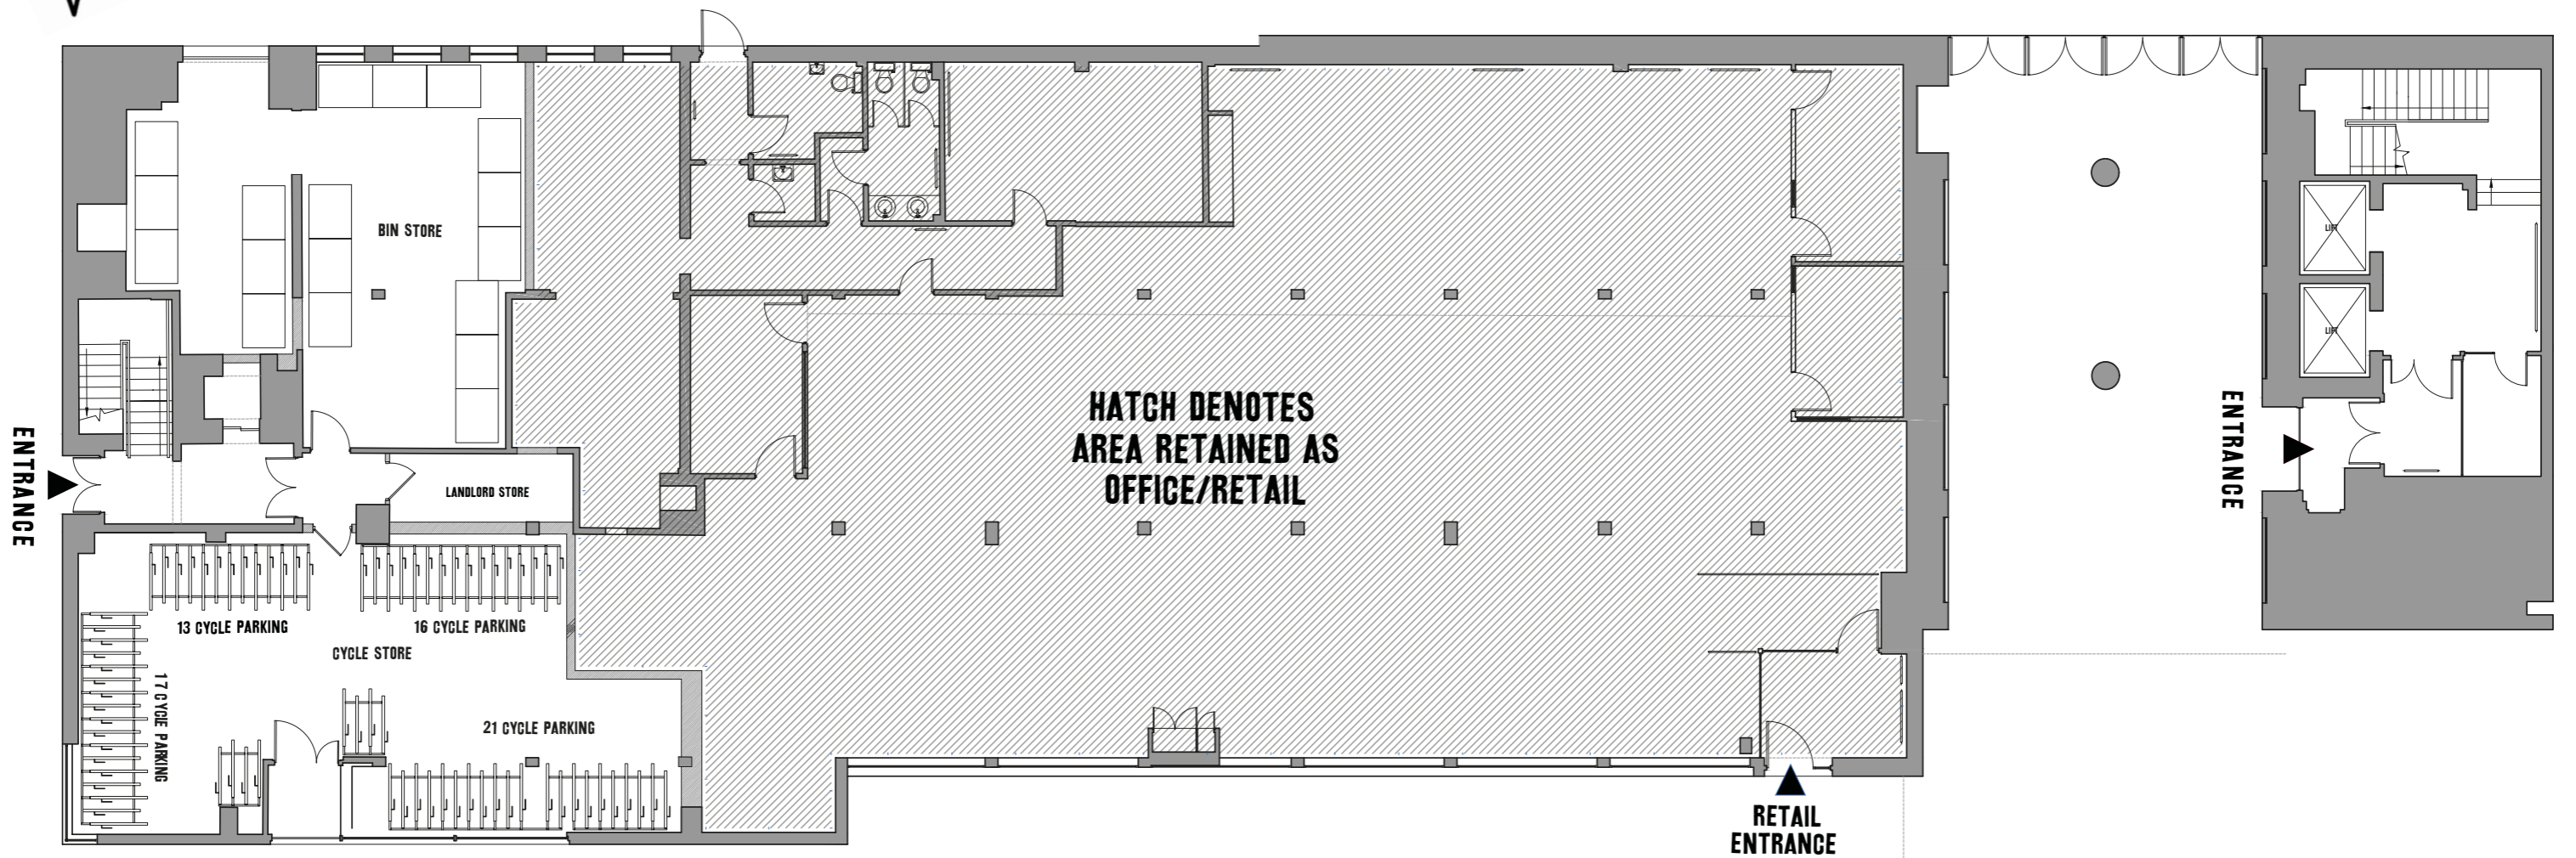 BIN STORE
LIFT
LIFT
HATCH DENOTES
AREA RETAINED AS
OFFICE/RETAIL
ENTRANCE
ENTRANCE
LANDLORD STORE
13 CYCLE PARKING
16 CYCLE PARKING
CYCLE STORE
17 CYCLE PARKING
21 CYCLE PARKING
RETAIL
ENTRANCE